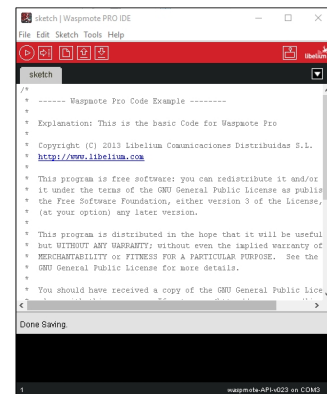 sketch | Waspmote PRO IDE
File Edit Sketch Tools Help
libelium
sketch
/*
* ------ Waspmote Pro Code Example --------
*
* Explanation: This is the basic Code for Waspmote Pro
*
* Copyright (C) 2013 Libelium Comunicaciones Distribuidas S.L.
* http://www.libelium.com
*
* This program is free software: you can redistribute it and/or
* it under the terms of the GNU General Public License as publis
* the Free Software Foundation, either version 3 of the License,
* (at your option) any later version.
*
* This program is distributed in the hope that it will be useful
* but WITHOUT ANY WARRANTY; without even the implied warranty of
* MERCHANTABILITY or FITNESS FOR A PARTICULAR PURPOSE. See the
* GNU General Public License for more details.
*
* You should have received a copy of the GNU General Public Lice
Done Saving.
1
waspmote-API-v023 on COM3